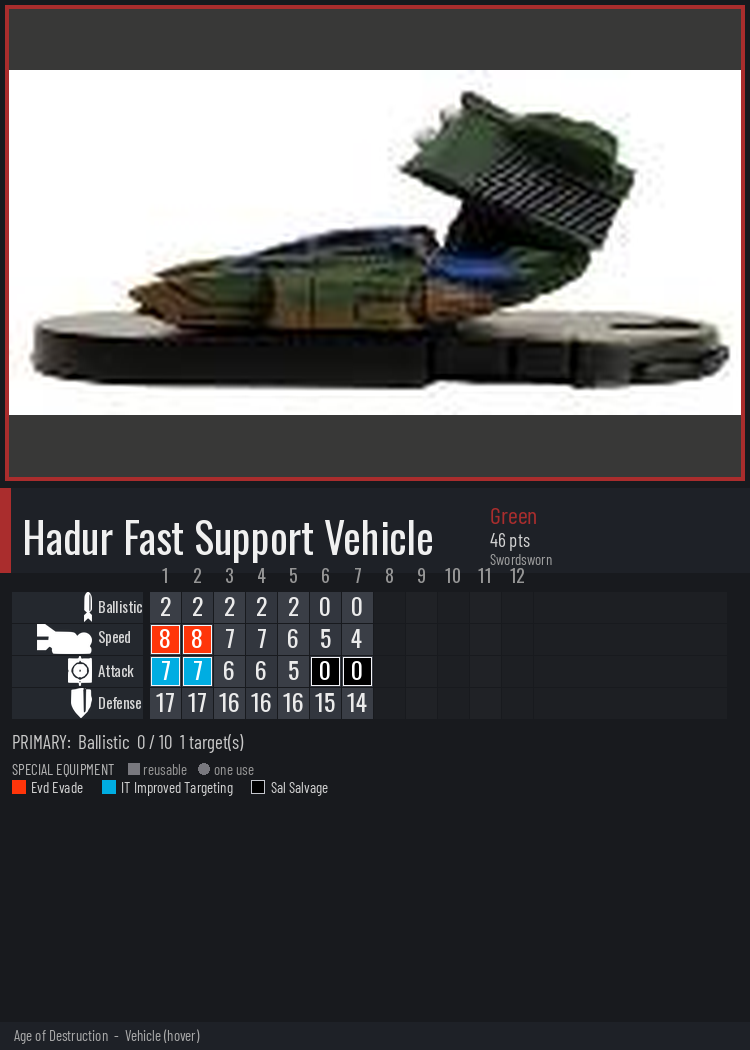 Hadur Fast Support Vehicle
Green
46 pts
Swordsworn
1 2 3 4 5 6 7 8 9 10 11 12
Ballistic 2 2 2 2 2 0 0
Speed 8 8 7 7 6 5 4
Attack 7 7 6 6 5 0 0
Defense 17 17 16 16 16 15 14
PRIMARY: Ballistic 0 / 10 1 target(s)
SPECIAL EQUIPMENT reusable one use
Evd Evade IT Improved Targeting Sal Salvage
Age of Destruction - Vehicle (hover)